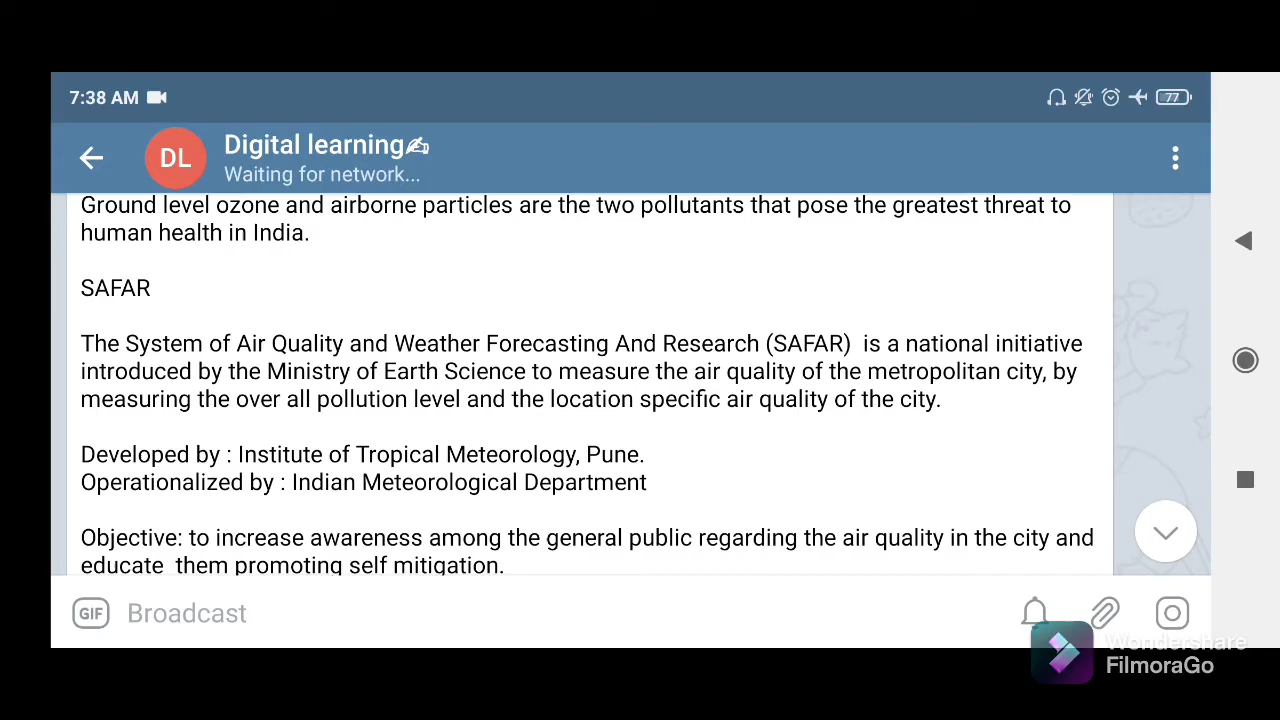 7:38 AM
77
DL
Digital learning✍
Waiting for network...
Ground level ozone and airborne particles are the two pollutants that pose the greatest threat to
human health in India.
SAFAR
The System of Air Quality and Weather Forecasting And Research (SAFAR)  is a national initiative
introduced by the Ministry of Earth Science to measure the air quality of the metropolitan city, by
measuring the over all pollution level and the location specific air quality of the city.
Developed by : Institute of Tropical Meteorology, Pune.
Operationalized by : Indian Meteorological Department
Objective: to increase awareness among the general public regarding the air quality in the city and
educate  them promoting self mitigation.
GIF
Broadcast
Wondershare
FilmoraGo